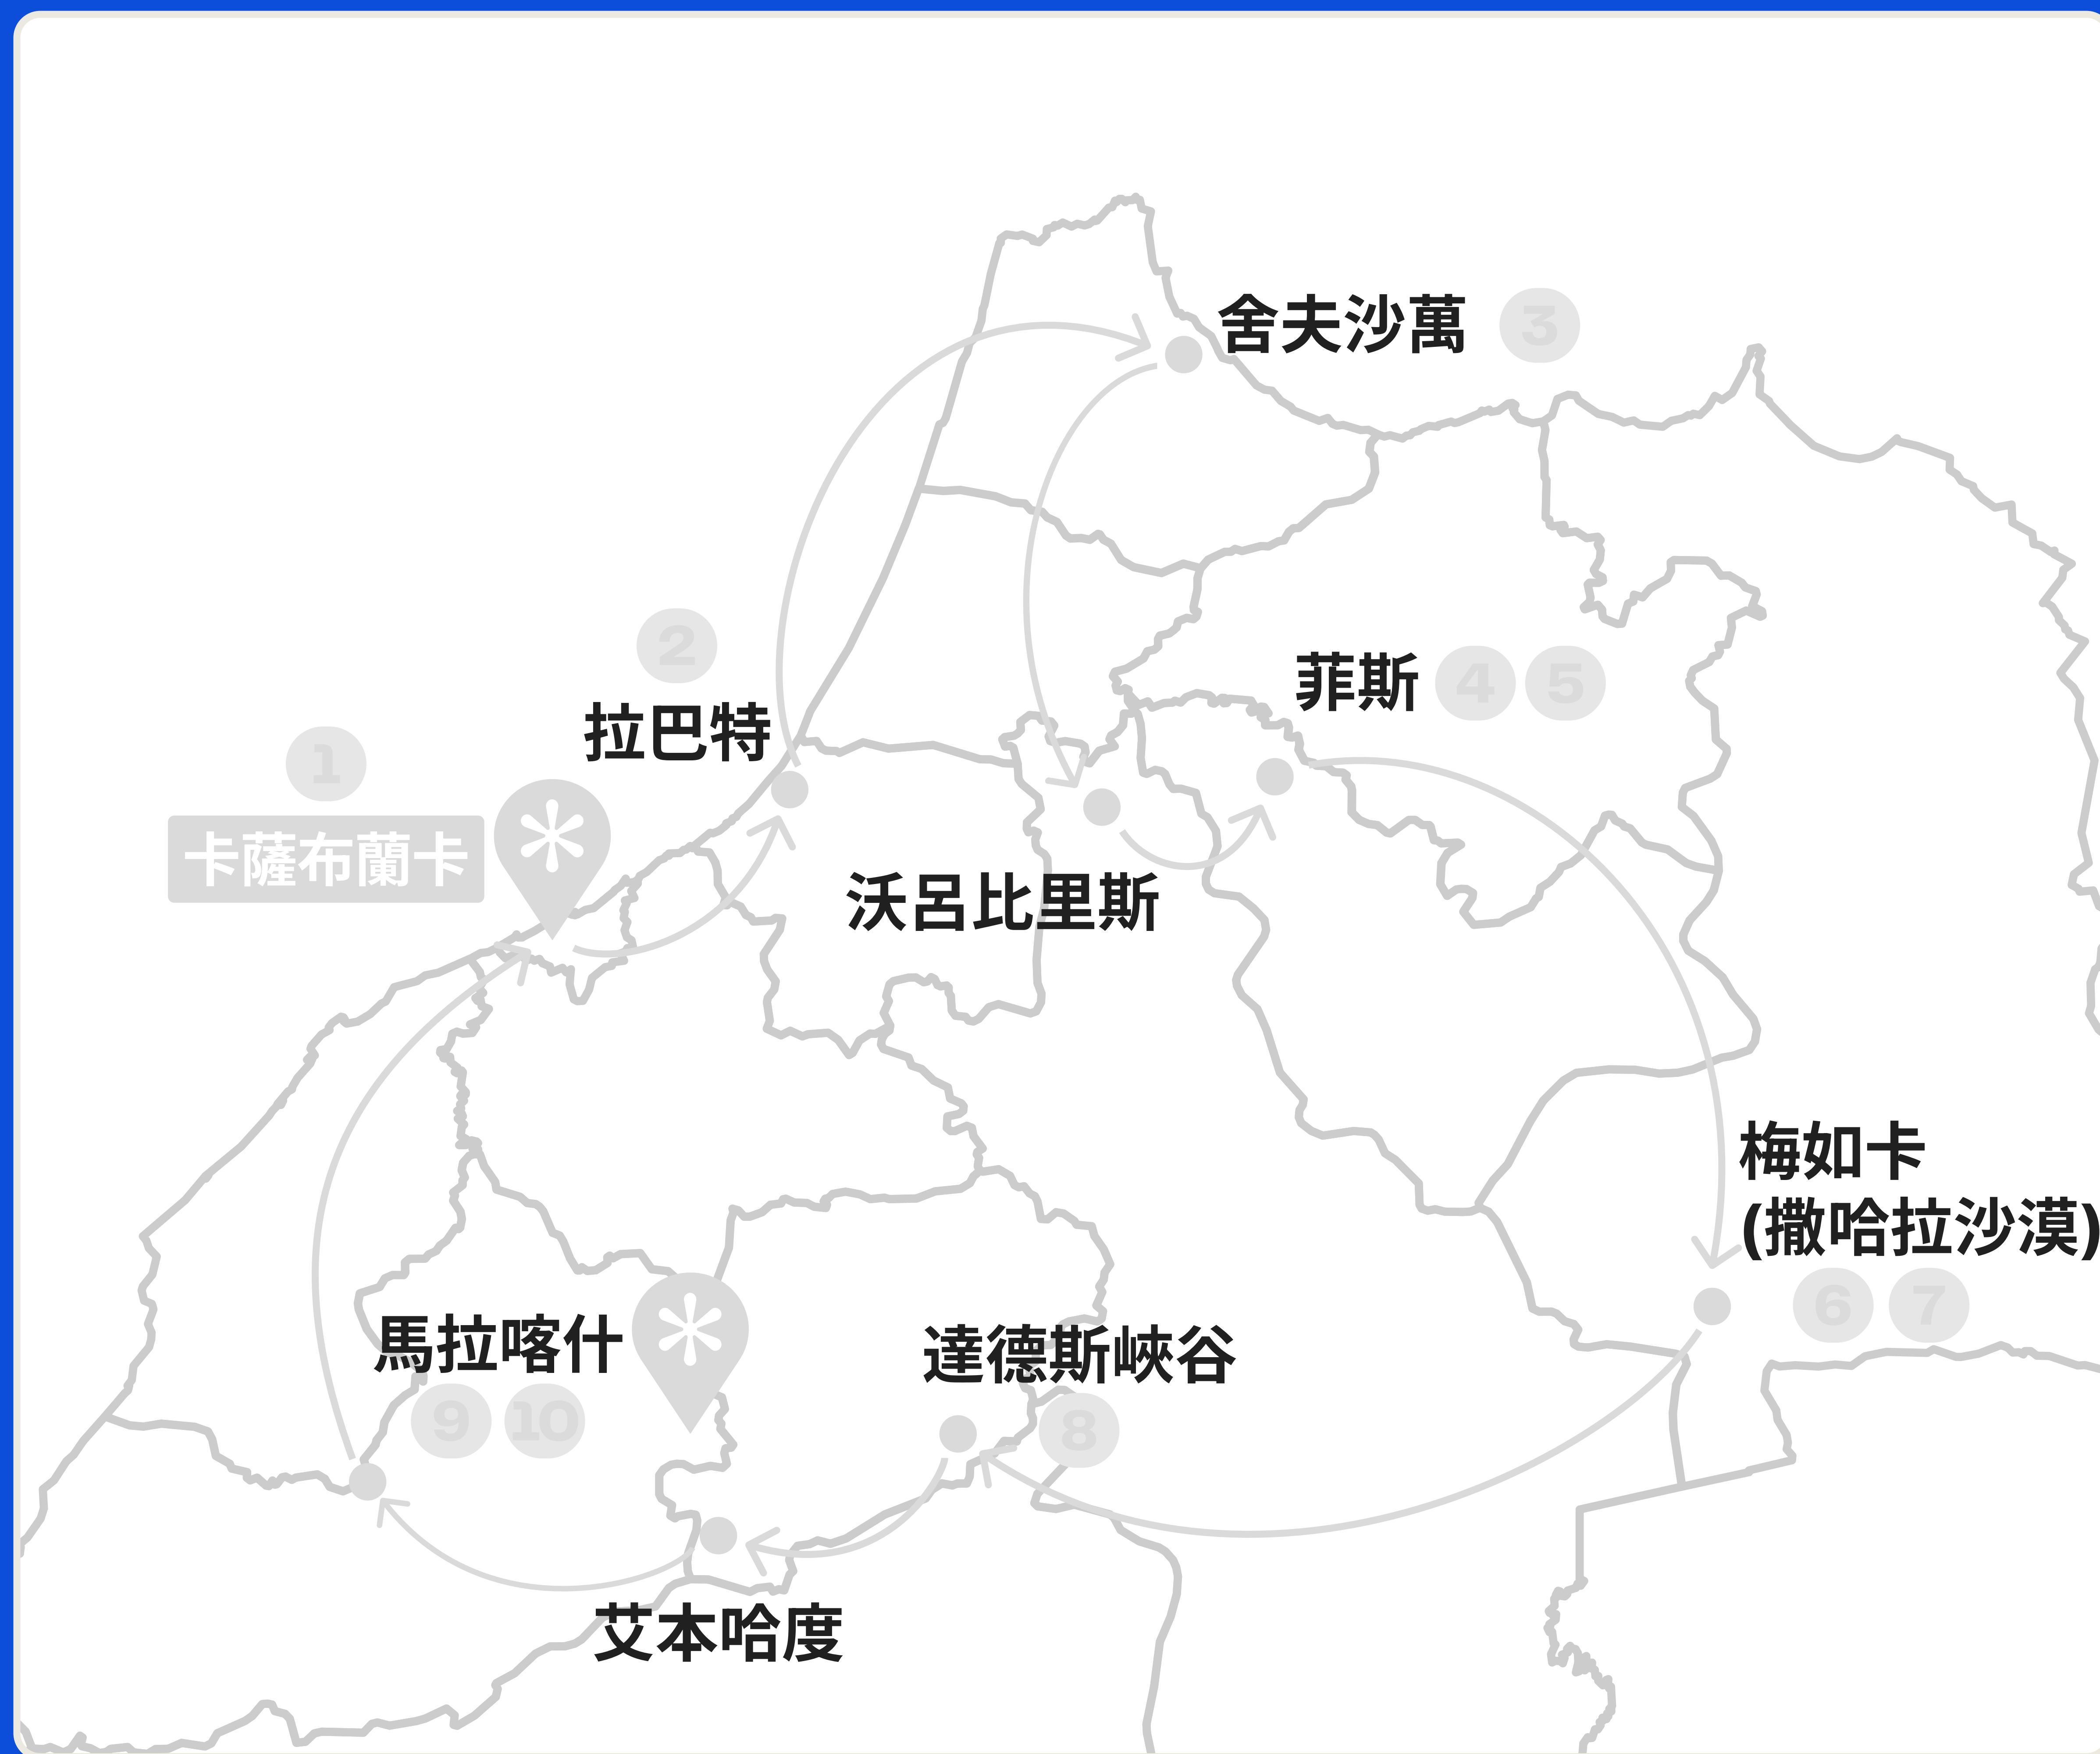 舍夫沙萬 3
2
拉巴特
菲斯 4 5
1
卡薩布蘭卡
沃呂比里斯
梅如卡
(撒哈拉沙漠)
6 7
馬拉喀什
9 10
達德斯峽谷
8
艾本哈度